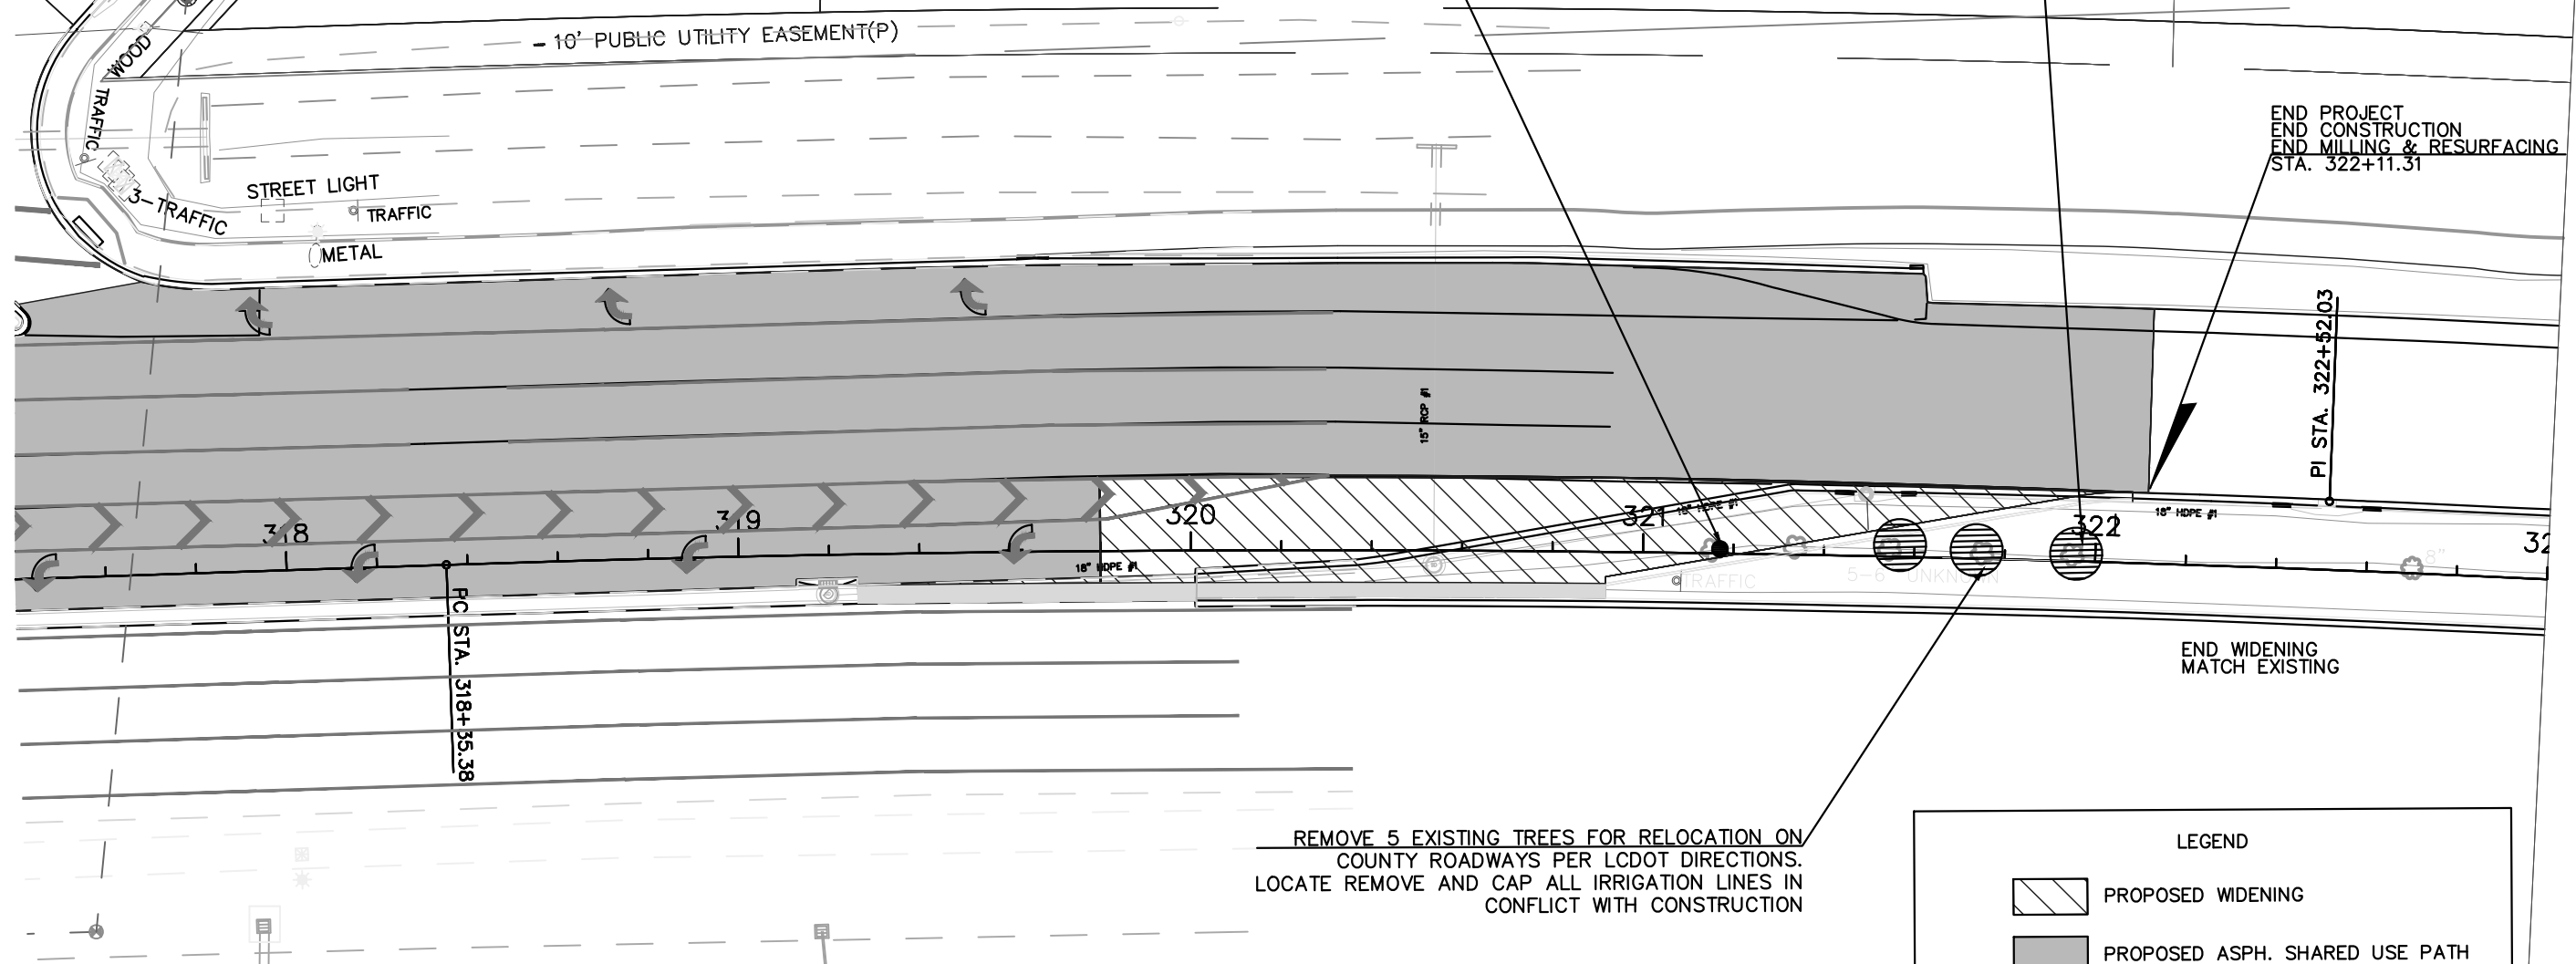 WOOD
10' PUBLIC UTILITY EASEMENT(P)
TRAFFIC
END PROJECT
END CONSTRUCTION
END MILLING & RESURFACING
STA. 322+11.31
STREET LIGHT
3-TRAFFIC
TRAFFIC
METAL
PI STA. 322+52.03
15" RCP #1
318
319
320
321
18" HDPE #1
18" HDPE #1
322
18" HDPE #1
PC STA. 318+35.38
TRAFFIC
5-6" UNKNOWN
8"
END WIDENING
MATCH EXISTING
REMOVE 5 EXISTING TREES FOR RELOCATION ON
COUNTY ROADWAYS PER LCDOT DIRECTIONS.
LOCATE REMOVE AND CAP ALL IRRIGATION LINES IN
CONFLICT WITH CONSTRUCTION
LEGEND
PROPOSED WIDENING
PROPOSED ASPH. SHARED USE PATH